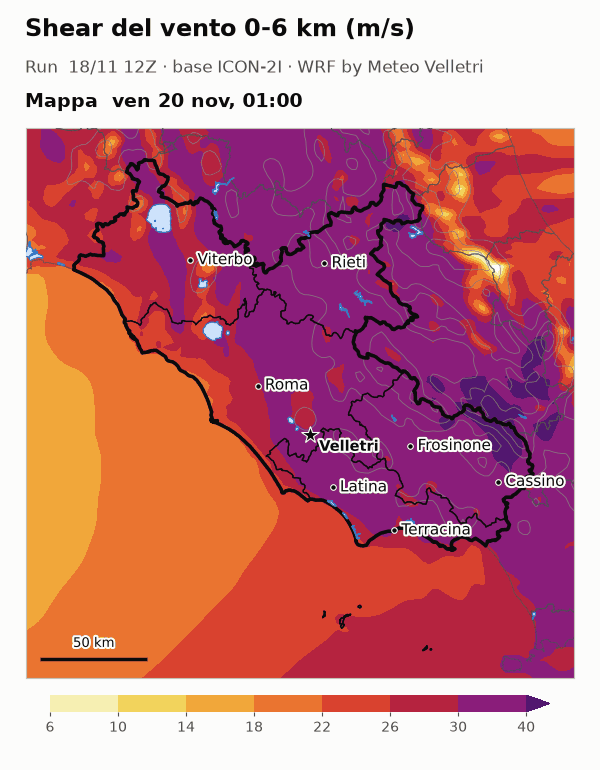 Shear del vento 0-6 km (m/s)
Run  18/11 12Z · base ICON-2I · WRF by Meteo Velletri
Mappa  ven 20 nov, 01:00
Viterbo
Rieti
Roma
Velletri
Frosinone
Cassino
Latina
Terracina
50 km
6 10 14 18 22 26 30 40